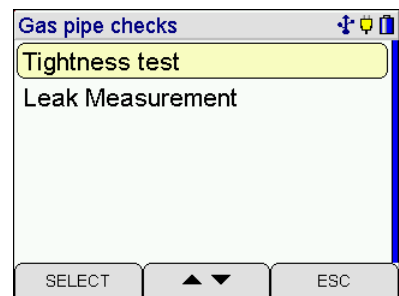 Gas pipe checks
Tightness test
Leak Measurement
SELECT ▲ ▼ ESC